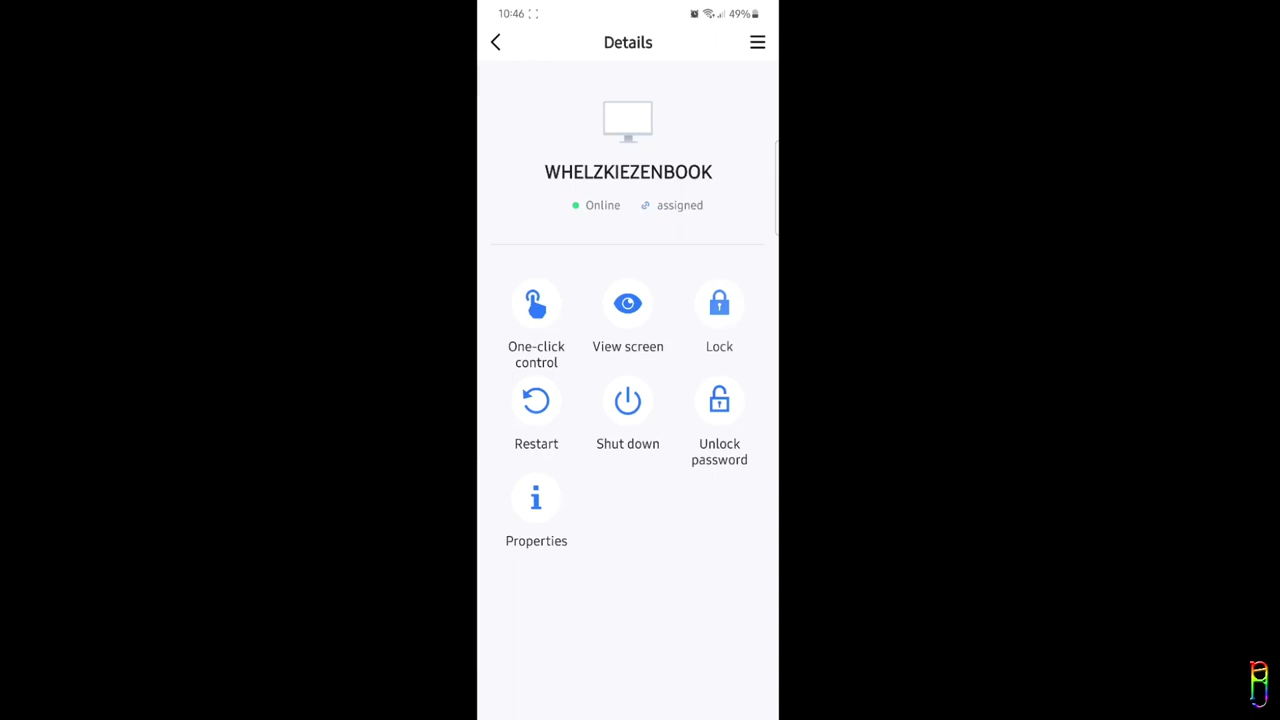 10:46 49%
Details
WHELZKIEZENBOOK
Online assigned
One-click
control
View screen
Lock
Restart
Shut down
Unlock
password
Properties